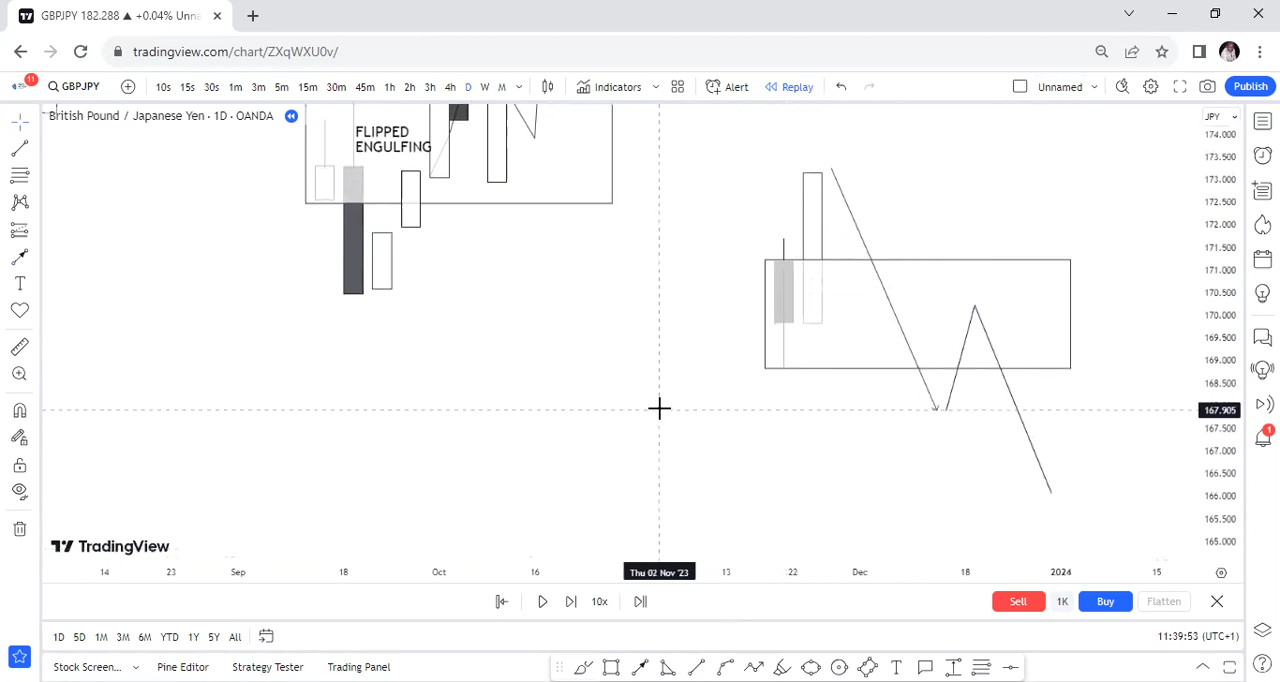 GBPJPY 182.288 ▲ +0.04% Unna
tradingview.com/chart/ZXqWXU0v/
11
GBPJPY
10s 15s 30s 1m 3m 5m 15m 30m 45m 1h 2h 3h 4h D W M
Indicators
Alert
Replay
Unnamed
Publish
British Pound / Japanese Yen · 1D · OANDA
JPY
FLIPPED
ENGULFING
174.000
173.500
173.000
172.500
172.000
171.500
171.000
170.500
170.000
169.500
169.000
168.500
167.905
167.500
167.000
166.500
166.000
165.500
165.000
1
TradingView
14 23 Sep 18 Oct 16 Thu 02 Nov '23 13 22 Dec 18 2024 15
10x
Sell 1K Buy Flatten
1D 5D 1M 3M 6M YTD 1Y 5Y All
11:39:53 (UTC+1)
Stock Screen... Pine Editor Strategy Tester Trading Panel